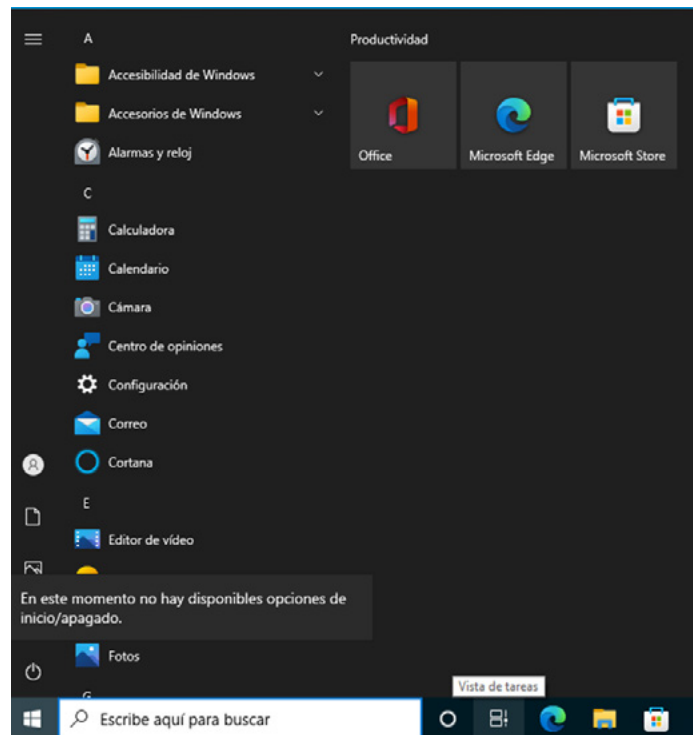 A
Productividad
Accesibilidad de Windows
Accesorios de Windows
Alarmas y reloj
Office
Microsoft Edge
Microsoft Store
C
Calculadora
Calendario
Cámara
Centro de opiniones
Configuración
Correo
Cortana
E
Editor de vídeo
En este momento no hay disponibles opciones de
inicio/apagado.
Fotos
Vista de tareas
Escribe aquí para buscar